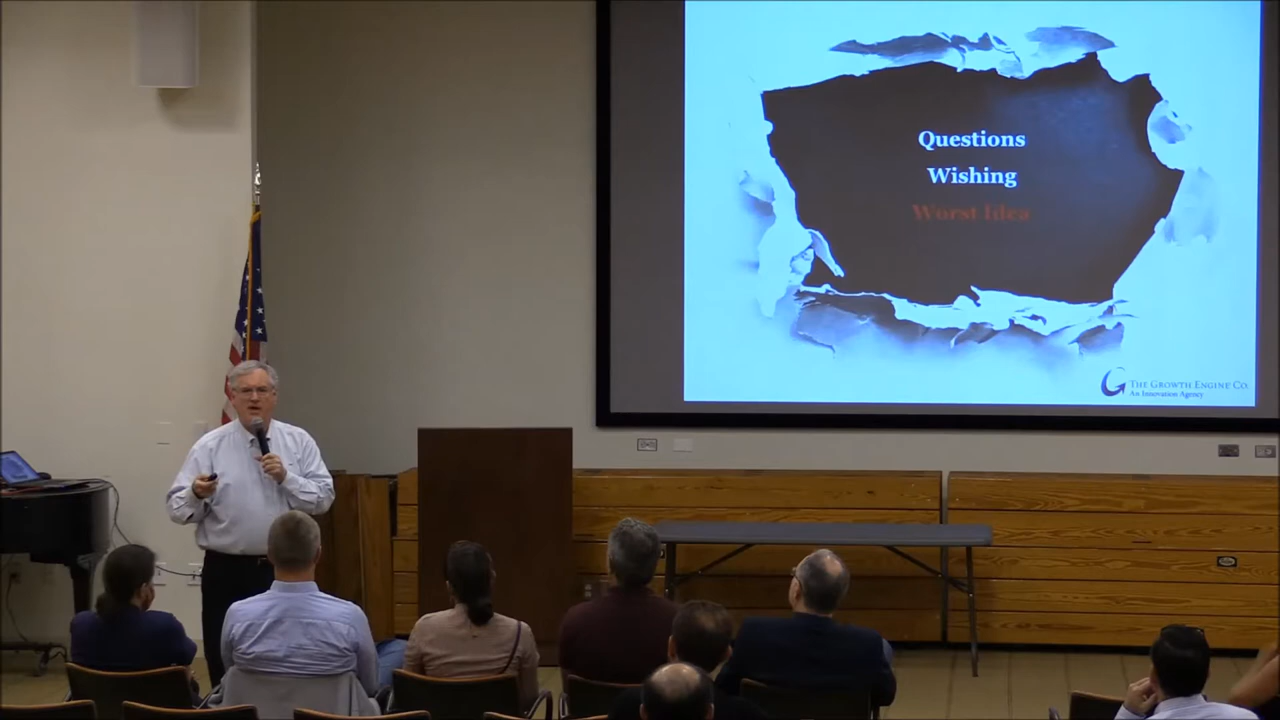 Questions
Wishing
Worst Idea
The Growth Engine Co.
An Innovation Agency